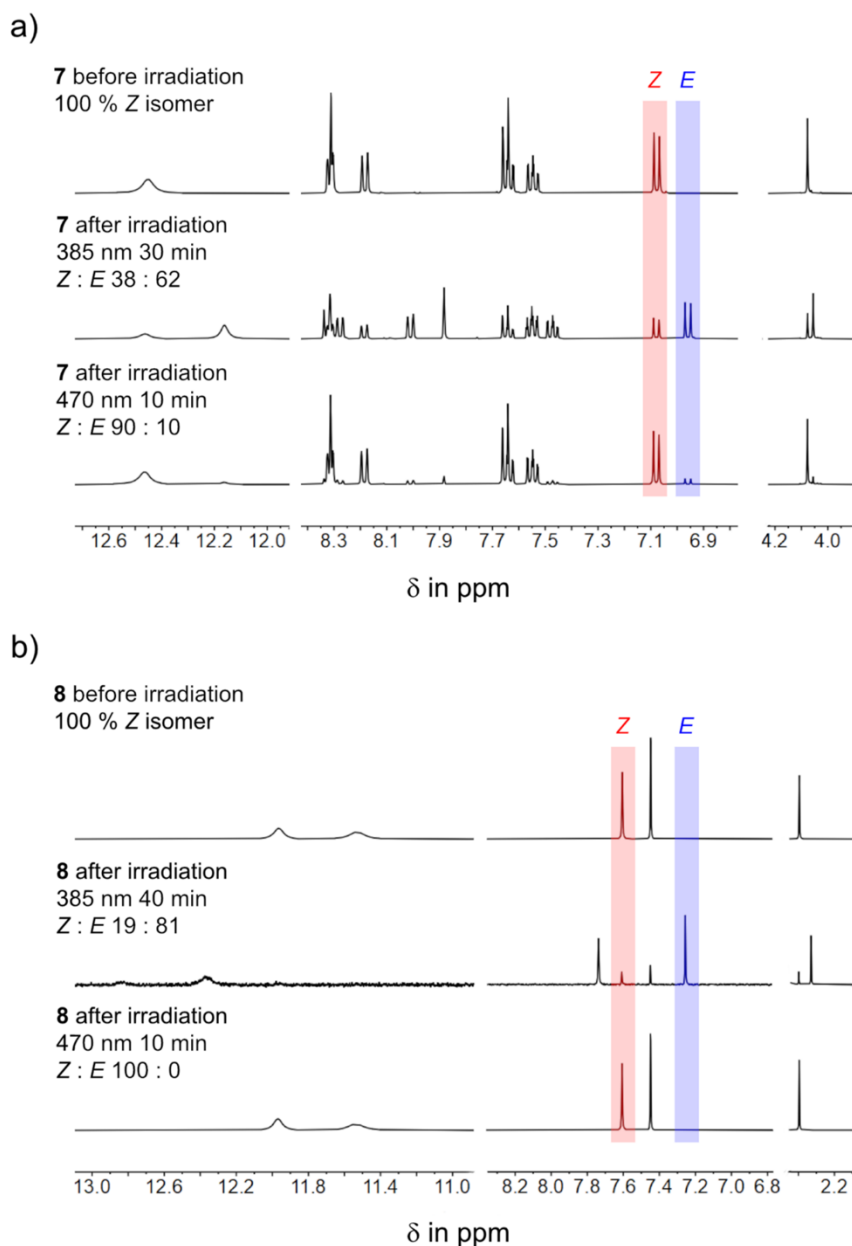 a)
7 before irradiation
100 % Z isomer
Z E
7 after irradiation
385 nm 30 min
Z : E 38 : 62
7 after irradiation
470 nm 10 min
Z : E 90 : 10
12.6 12.4 12.2 12.0 8.3 8.1 7.9 7.7 7.5 7.3 7.1 6.9 4.2 4.0
δ in ppm
b)
8 before irradiation
100 % Z isomer
Z E
8 after irradiation
385 nm 40 min
Z : E 19 : 81
8 after irradiation
470 nm 10 min
Z : E 100 : 0
13.0 12.6 12.2 11.8 11.4 11.0 8.2 8.0 7.8 7.6 7.4 7.2 7.0 6.8 2.2
δ in ppm